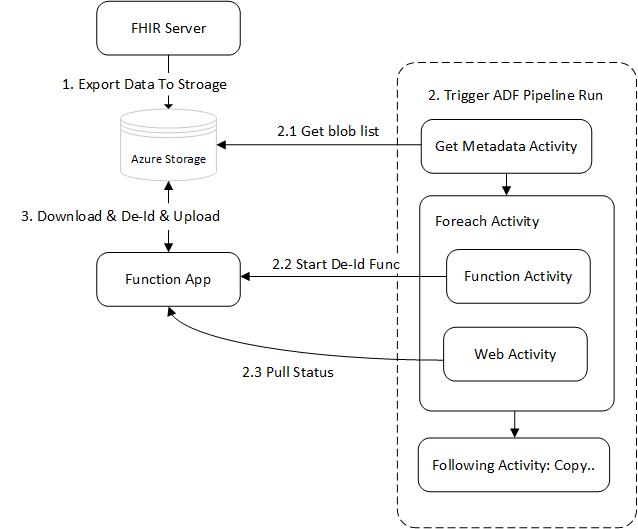 FHIR Server
1. Export Data To Stroage
2. Trigger ADF Pipeline Run
2.1 Get blob list
Get Metadata Activity
Azure Storage
3. Download & De-Id & Upload
Foreach Activity
2.2 Start De-Id Func
Function App
Function Activity
Web Activity
2.3 Pull Status
Following Activity: Copy..